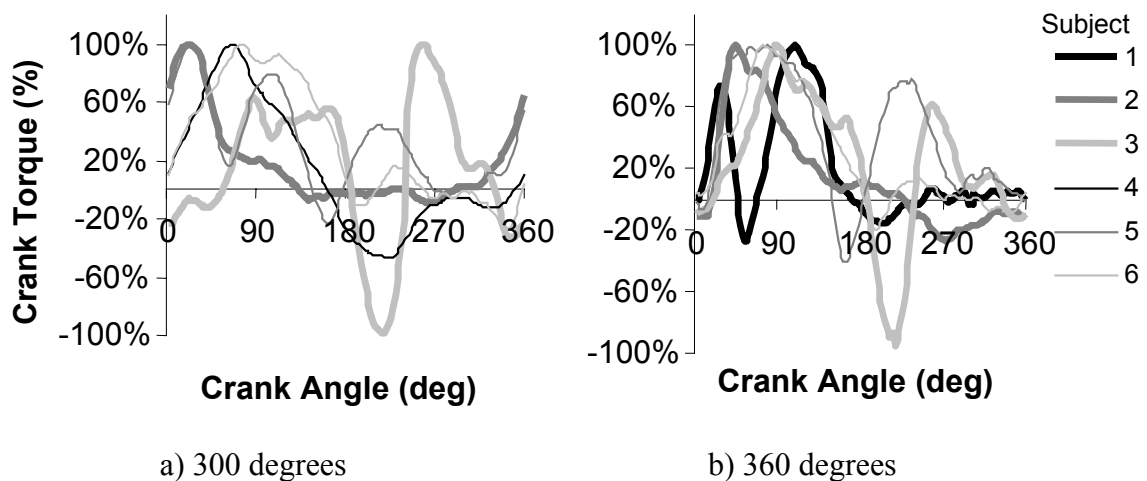 Crank Torque (%)
100%
60%
20%
-20%
-60%
-100%
0 90 180 270 360
Crank Angle (deg)
a) 300 degrees
100%
60%
20%
-20%
-60%
-100%
0 90 180 270 360
Crank Angle (deg)
b) 360 degrees
Subject
1
2
3
4
5
6